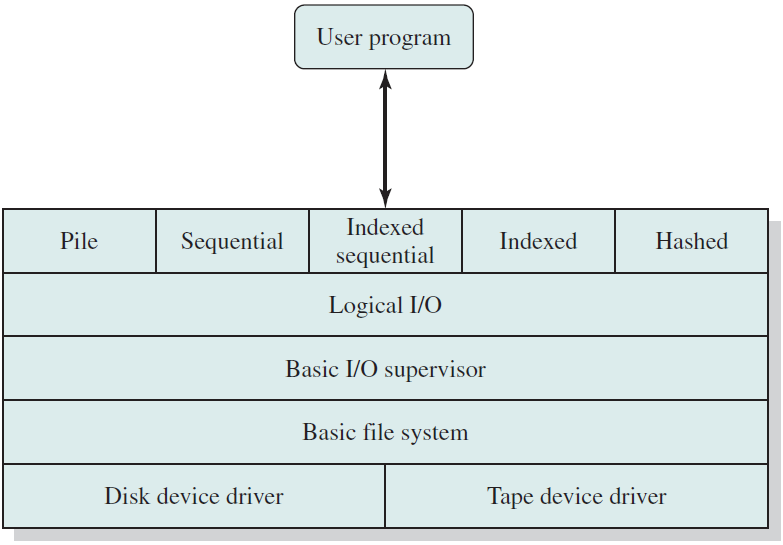 User program
Pile
Sequential
Indexed
sequential
Indexed
Hashed
Logical I/O
Basic I/O supervisor
Basic file system
Disk device driver
Tape device driver